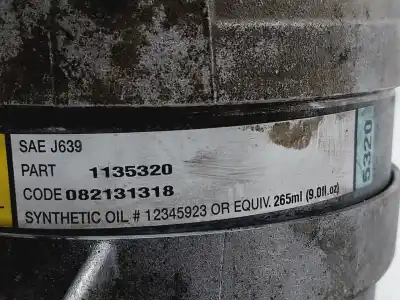 SAE J639
PART 1135320
CODE 082131318
SYNTHETIC OIL # 12345923 OR EQUIV. 265ml (9.0fl.oz)
5320